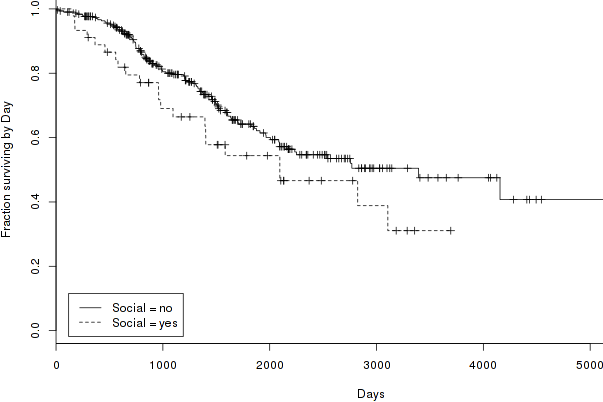 Fraction surviving by Day
1.0
0.8
0.6
0.4
0.2
0.0
Social = no
Social = yes
0 1000 2000 3000 4000 5000
Days